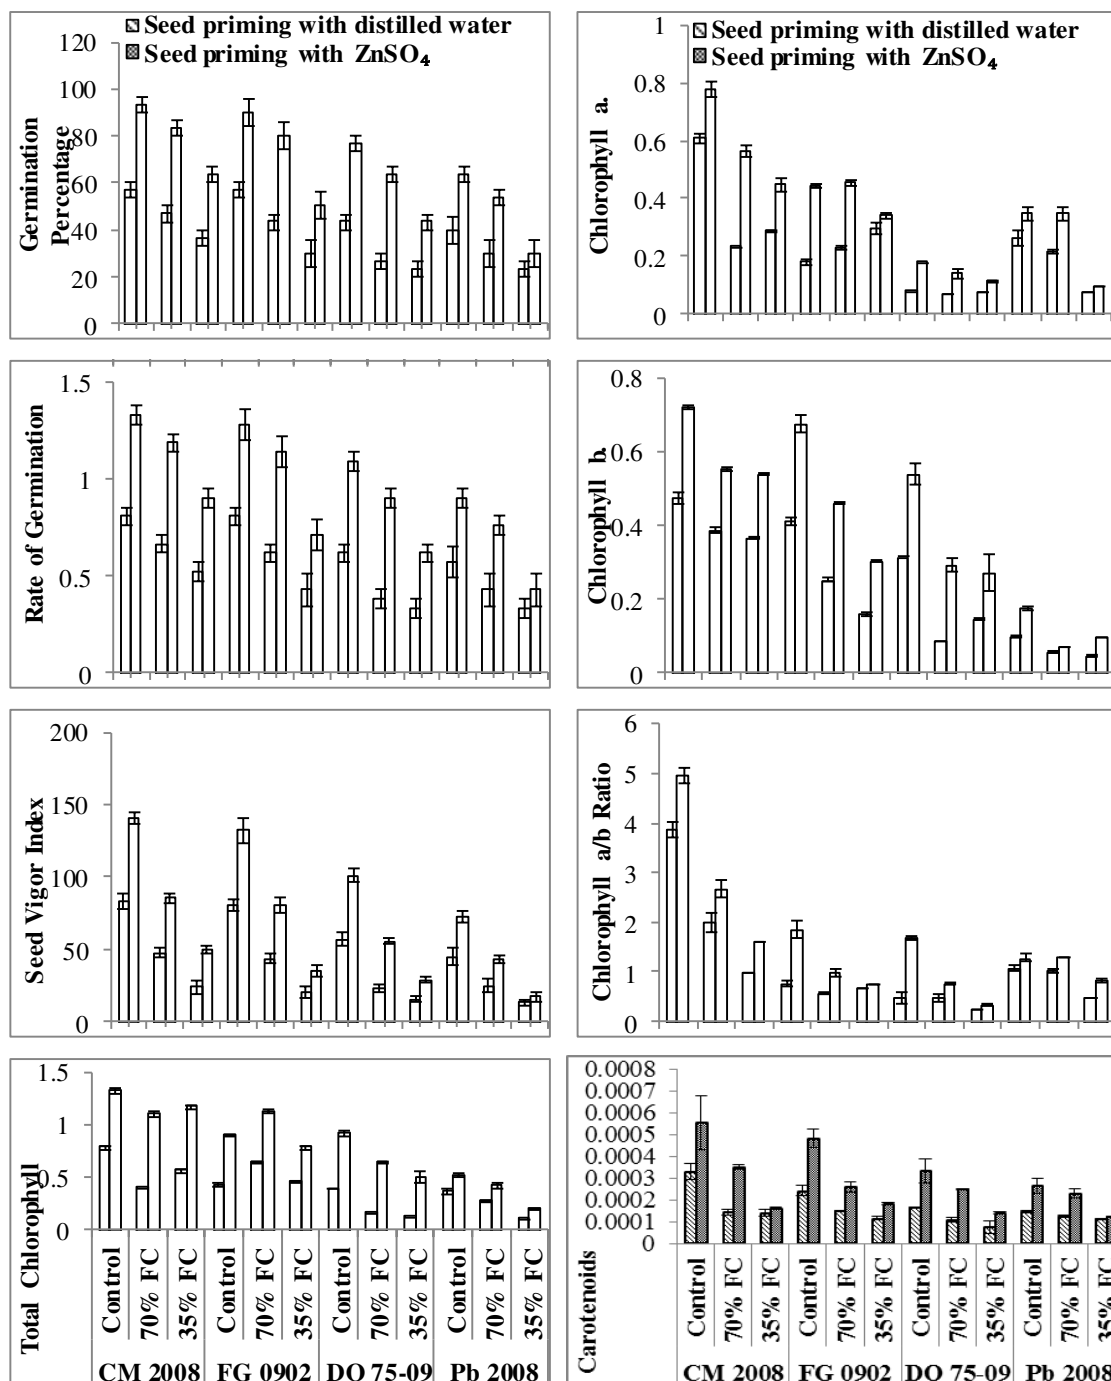 Seed priming with distilled water
Seed priming with ZnSO₄
120
100
80
60
40
20
0
Germination
Percentage
Seed priming with distilled water
Seed priming with ZnSO₄
1
0.8
0.6
0.4
0.2
0
Chlorophyll a.
1.5
1
0.5
0
Rate of Germination
0.8
0.6
0.4
0.2
0
Chlorophyll b.
200
150
100
50
0
Seed Vigor Index
6
5
4
3
2
1
0
Chlorophyll a/b Ratio
1.5
1
0.5
0
Total Chlorophyll
Control
70% FC
35% FC
Control
70% FC
35% FC
Control
70% FC
35% FC
Control
70% FC
35% FC
CM 2008 FG 0902 DO 75-09 Pb 2008
0.0008
0.0007
0.0006
0.0005
0.0004
0.0003
0.0002
0.0001
0
Carotenoids
Control
70% FC
35% FC
Control
70% FC
35% FC
Control
70% FC
35% FC
Control
70% FC
35% FC
CM 2008 FG 0902 DO 75-09 Pb 2008